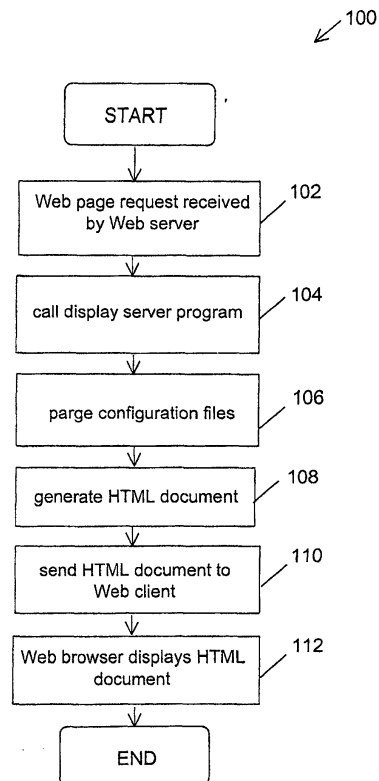 100
START
Web page request received
by Web server
102
call display server program
104
parge configuration files
106
generate HTML document
108
send HTML document to
Web client
110
Web browser displays HTML
document
112
END